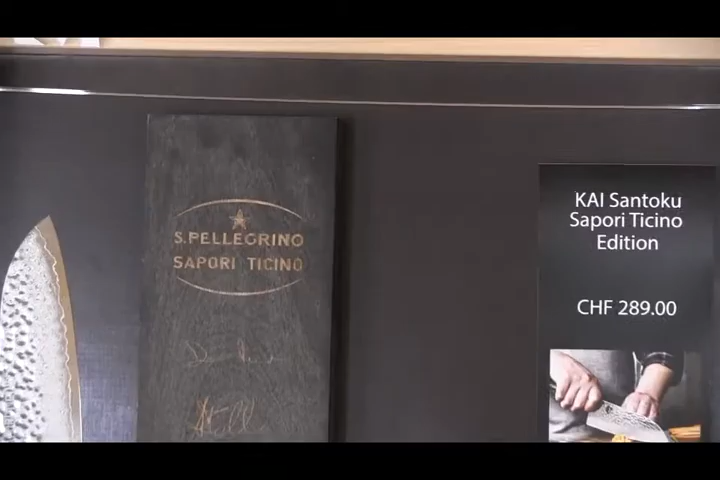 S.PELLEGRINO
SAPORI TICINO
KAI Santoku
Sapori Ticino
Edition
CHF 289.00